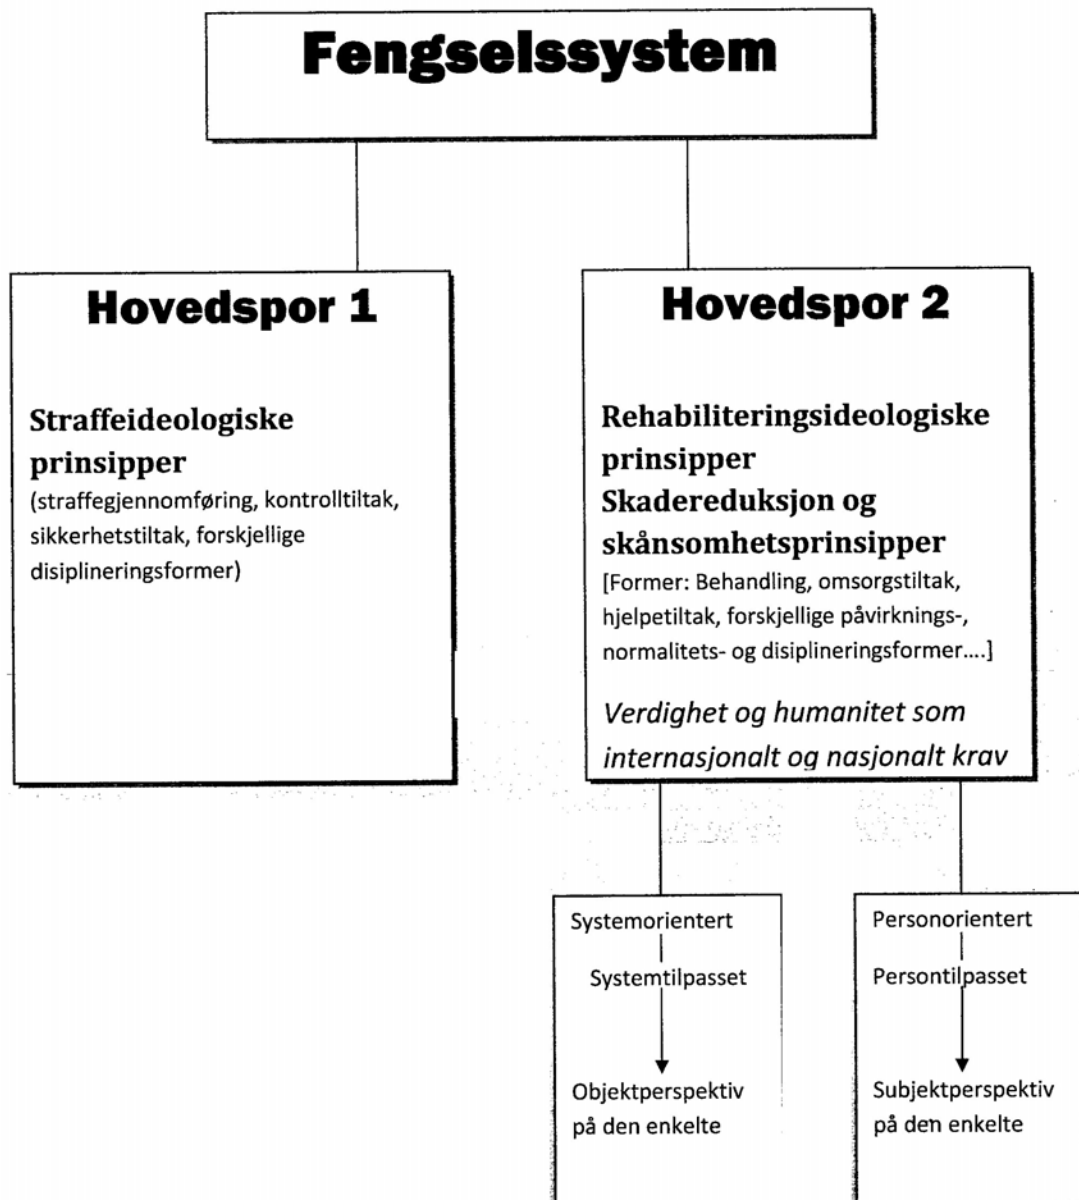 Fengselssystem
Hovedspor 1
Straffeideologiske
prinsipper
(straffegjennomføring, kontrolltiltak,
sikkerhetstiltak, forskjellige
disiplineringsformer)
Hovedspor 2
Rehabiliteringsideologiske
prinsipper
Skadereduksjon og
skånsomhetsprinsipper
[Former: Behandling, omsorgstiltak,
hjelpetiltak, forskjellige påvirknings-,
normalitets- og disiplineringsformer....]
Verdighet og humanitet som
internasjonalt og nasjonalt krav
Systemorientert
Systemtilpasset
Objektperspektiv
på den enkelte
Personorientert
Persontilpasset
Subjektperspektiv
på den enkelte